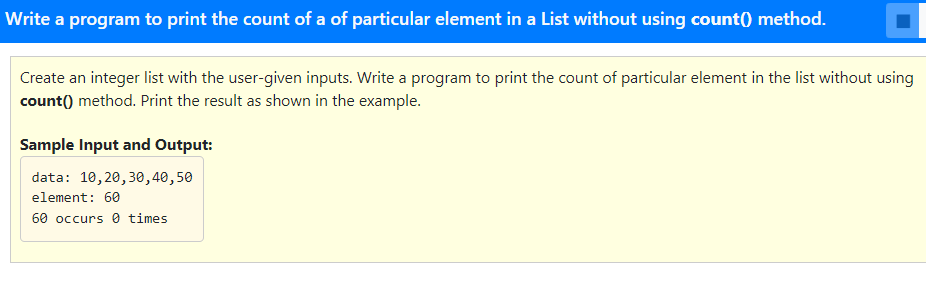 Write a program to print the count of a of particular element in a List without using count() method.
Create an integer list with the user-given inputs. Write a program to print the count of particular element in the list without using
count() method. Print the result as shown in the example.
Sample Input and Output:
data: 10,20,30,40,50
element: 60
60 occurs 0 times